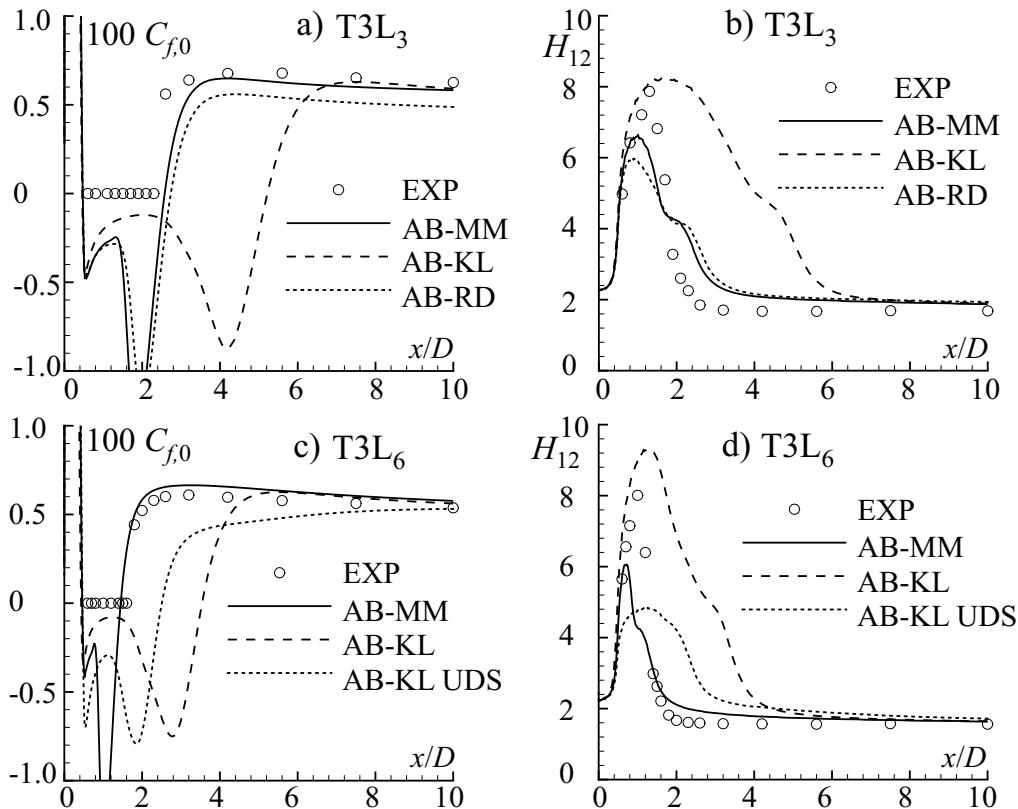 1.0
100 Cf,0
a) T3L3
0.5
0
-0.5
-1.0
EXP
AB-MM
AB-KL
AB-RD
x/D
0 2 4 6 8 10
10
H12
b) T3L3
8
6
4
2
0
EXP
AB-MM
AB-KL
AB-RD
x/D
0 2 4 6 8 10
1.0
100 Cf,0
c) T3L6
0.5
0
-0.5
-1.0
EXP
AB-MM
AB-KL
AB-KL UDS
x/D
0 2 4 6 8 10
10
H12
d) T3L6
8
6
4
2
0
EXP
AB-MM
AB-KL
AB-KL UDS
x/D
0 2 4 6 8 10